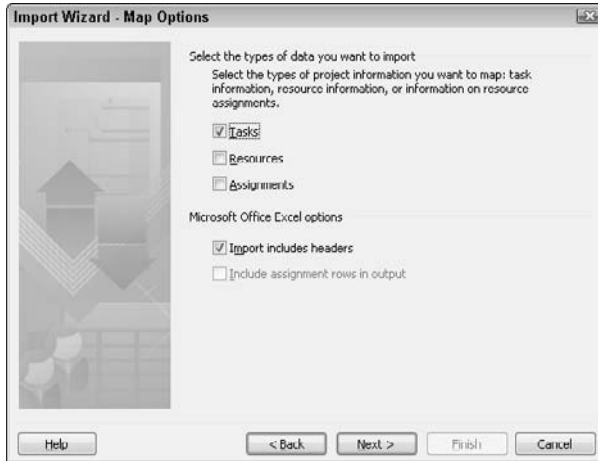 Import Wizard - Map Options
Select the types of data you want to import
Select the types of project information you want to map: task
information, resource information, or information on resource
assignments.
Tasks
Resources
Assignments
Microsoft Office Excel options
Import includes headers
Include assignment rows in output
Help
< Back
Next >
Finish
Cancel